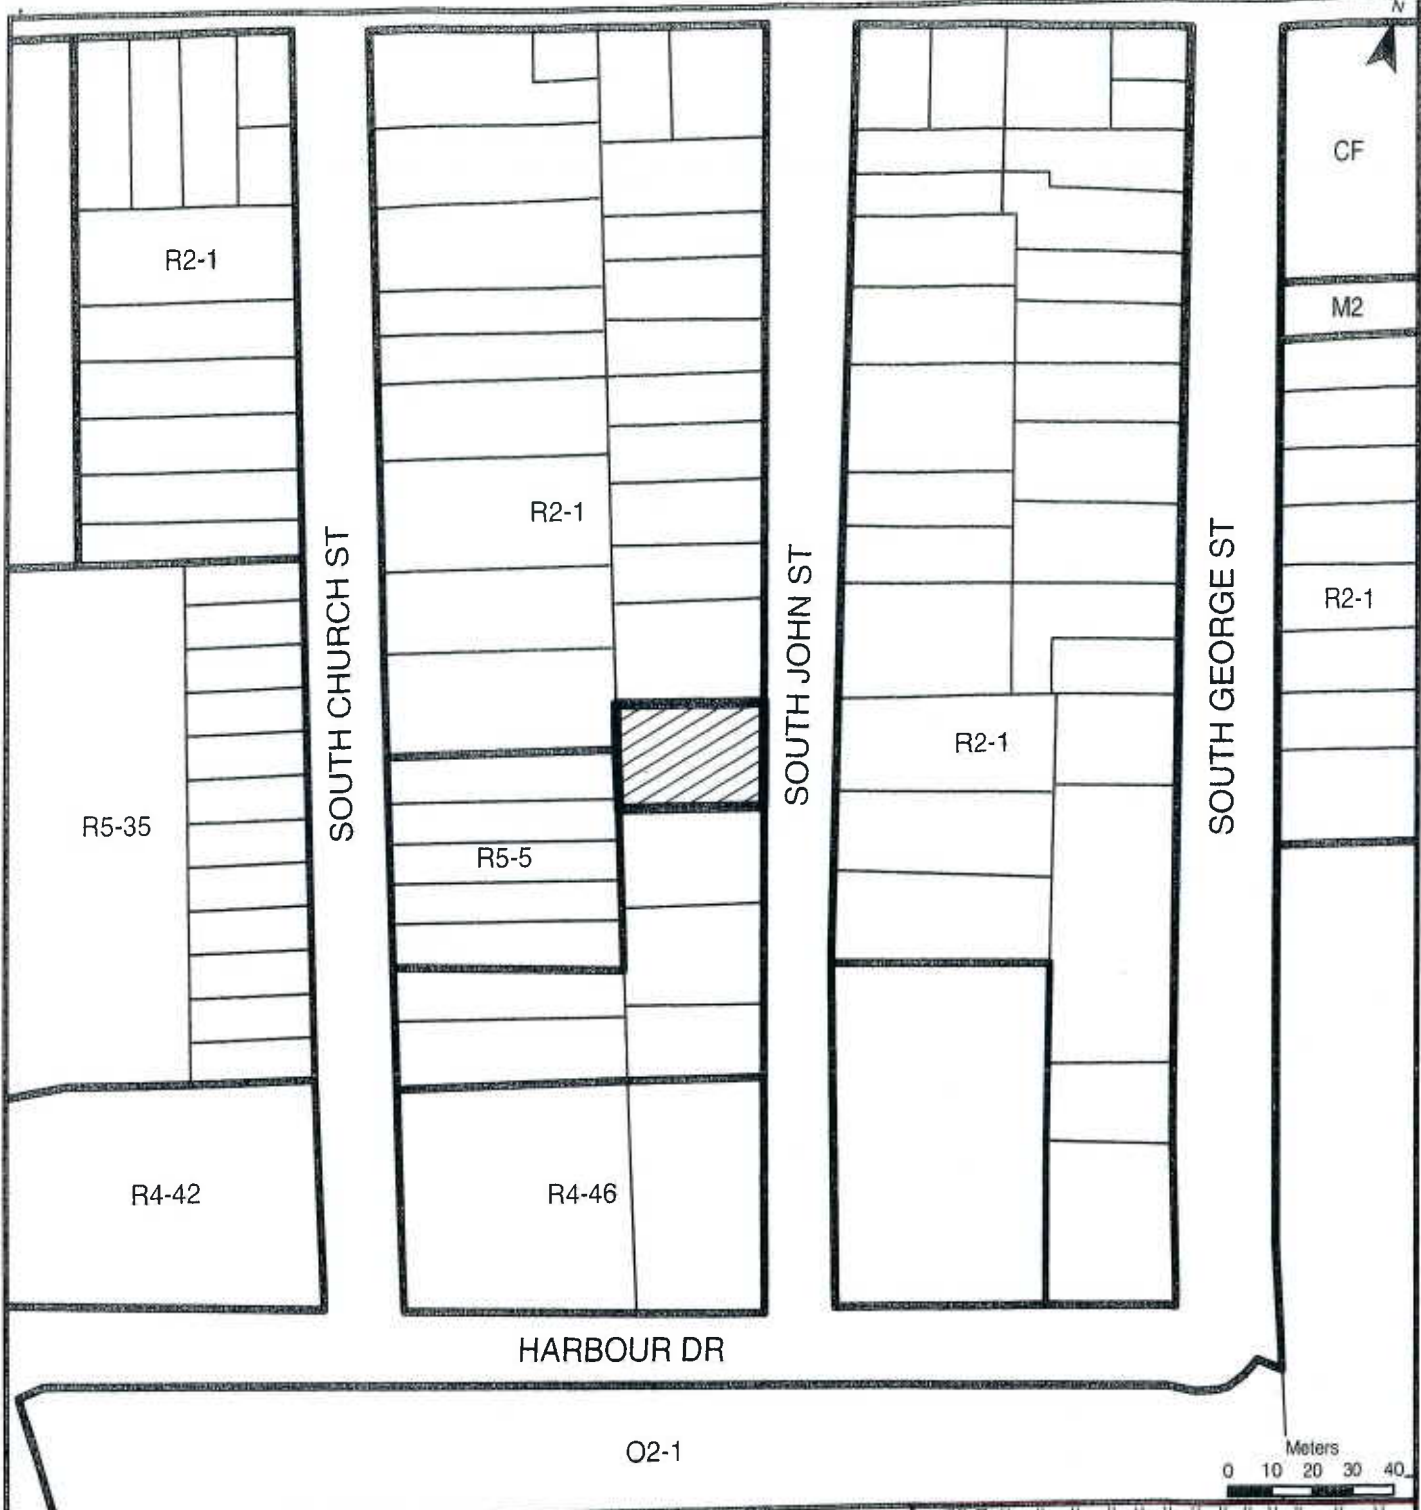 N
CF
R2-1
M2
R2-1
SOUTH CHURCH ST
SOUTH JOHN ST
SOUTH GEORGE ST
R2-1
R2-1
R5-35
R5-5
R4-42
R4-46
HARBOUR DR
O2-1
Meters
0 10 20 30 40